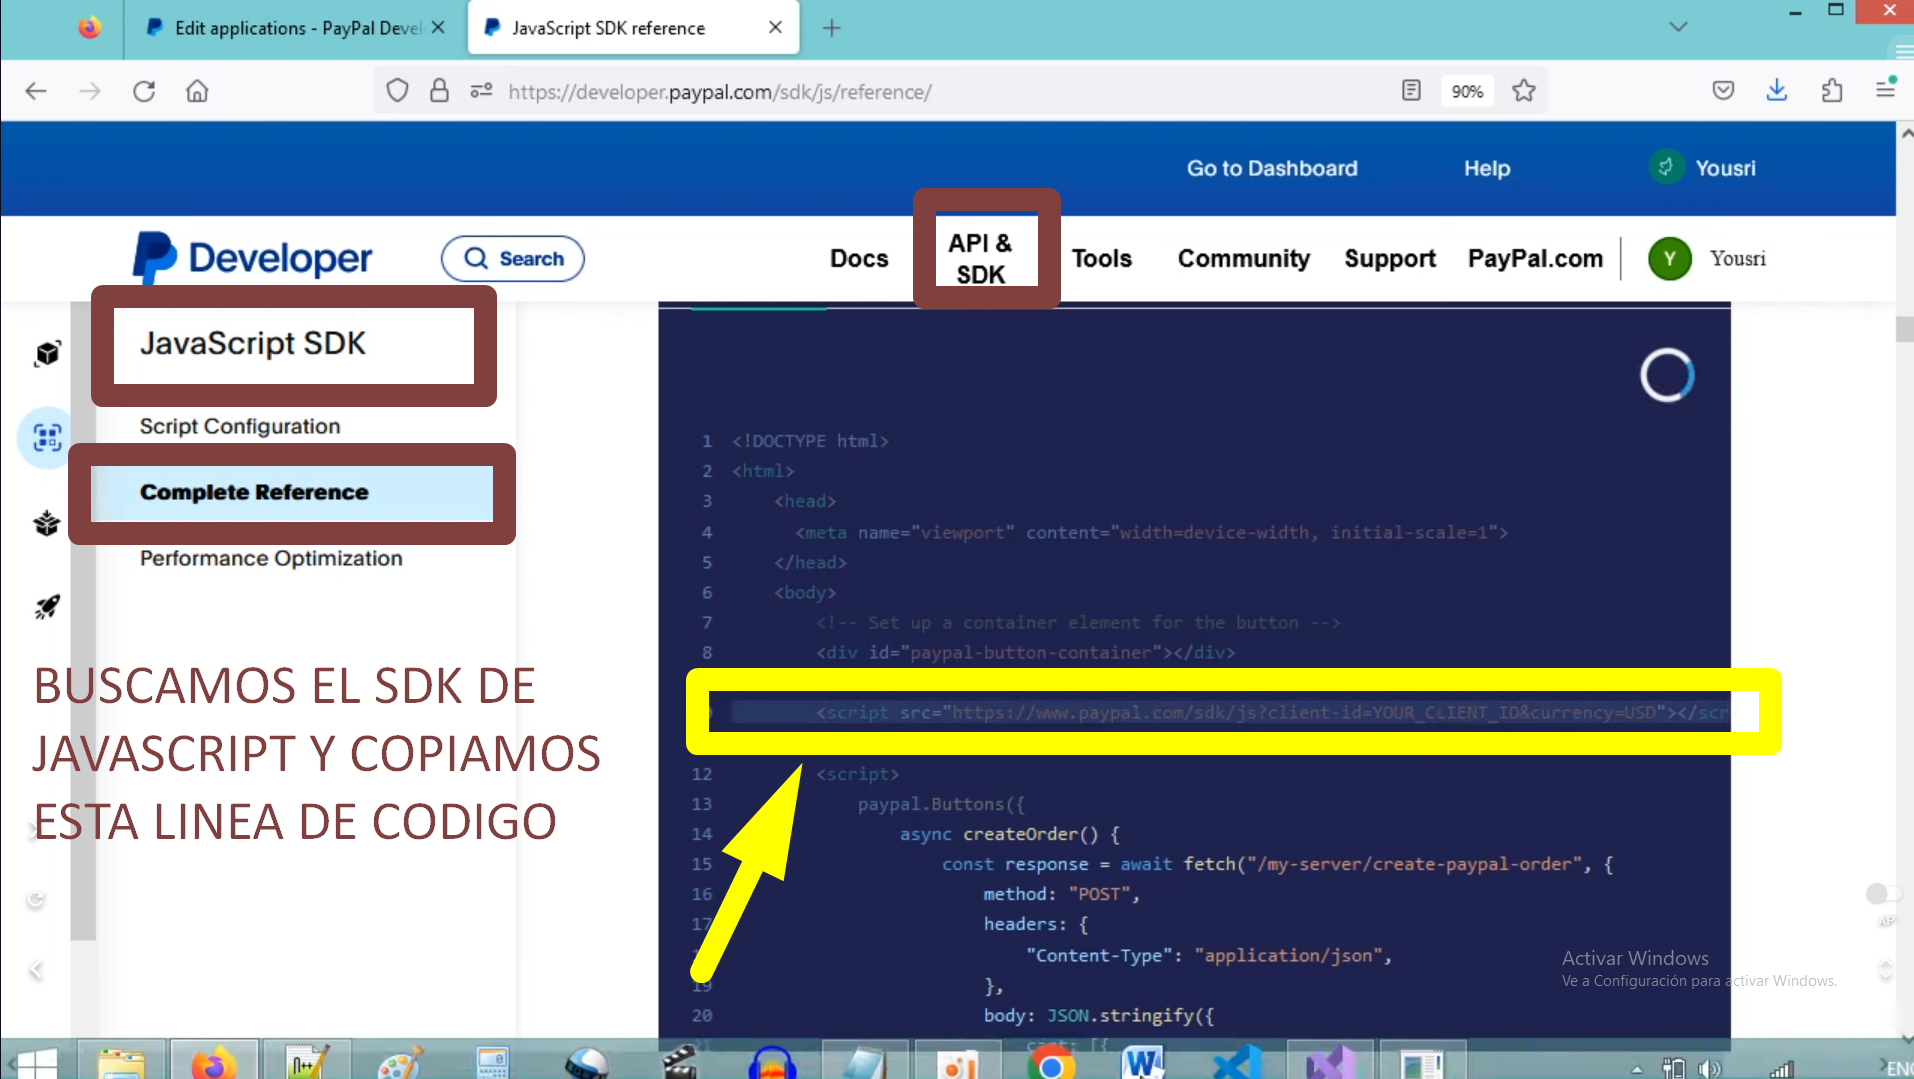 Edit applications - PayPal Devel
JavaScript SDK reference
https://developer.paypal.com/sdk/js/reference/
90%
Go to Dashboard
Help
Yousri
Developer
Search
Docs
API &
SDK
Tools
Community
Support
PayPal.com
Y
Yousri
JavaScript SDK
Script Configuration
Complete Reference
Performance Optimization
BUSCAMOS EL SDK DE
JAVASCRIPT Y COPIAMOS
ESTA LINEA DE CODIGO
1 <!DOCTYPE html>
2 <html>
3 <head>
4 <meta name="viewport" content="width=device-width, initial-scale=1">
5 </head>
6 <body>
7 <!-- Set up a container element for the button -->
8 <div id="paypal-button-container"></div>
<script src="https://www.paypal.com/sdk/js?client-id=YOUR_CLIENT_ID&currency=USD"></scr
12 <script>
13 paypal.Buttons({
14 async createOrder() {
15 const response = await fetch("/my-server/create-paypal-order", {
16 method: "POST",
17 headers: {
"Content-Type": "application/json",
19 },
20 body: JSON.stringify({
21 cart: [{
AP
Activar Windows
Ve a Configuración para activar Windows.
ENG